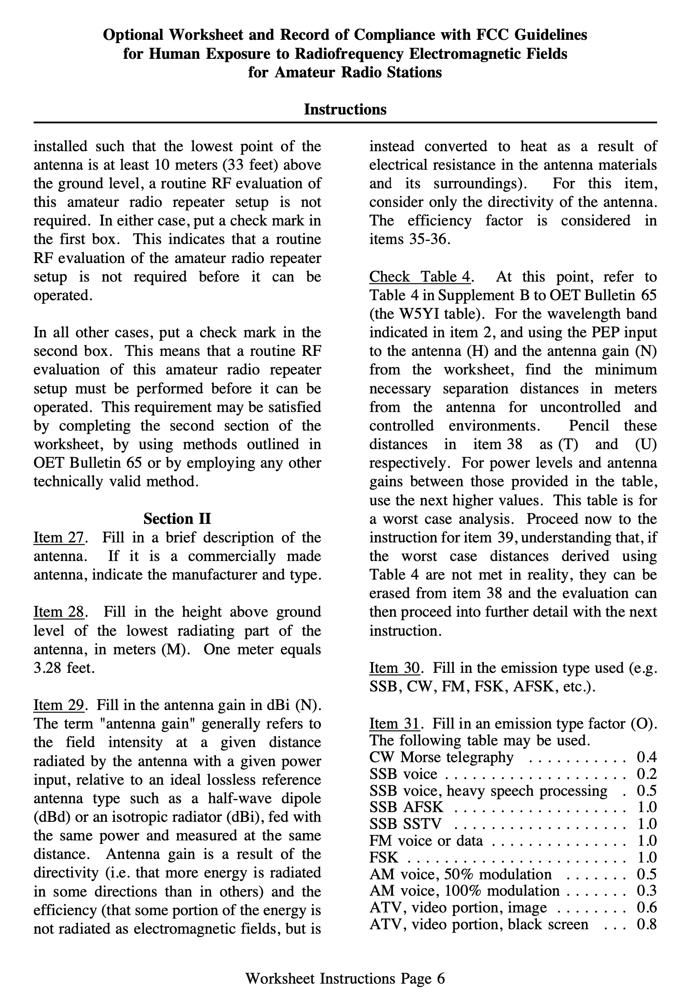 Optional Worksheet and Record of Compliance with FCC Guidelines
for Human Exposure to Radiofrequency Electromagnetic Fields
for Amateur Radio Stations
Instructions
installed such that the lowest point of the
antenna is at least 10 meters (33 feet) above
the ground level, a routine RF evaluation of
this amateur radio repeater setup is not
required. In either case, put a check mark in
the first box. This indicates that a routine
RF evaluation of the amateur radio repeater
setup is not required before it can be
operated.
In all other cases, put a check mark in the
second box. This means that a routine RF
evaluation of this amateur radio repeater
setup must be performed before it can be
operated. This requirement may be satisfied
by completing the second section of the
worksheet, by using methods outlined in
OET Bulletin 65 or by employing any other
technically valid method.
Section II
Item 27. Fill in a brief description of the
antenna. If it is a commercially made
antenna, indicate the manufacturer and type.
Item 28. Fill in the height above ground
level of the lowest radiating part of the
antenna, in meters (M). One meter equals
3.28 feet.
Item 29. Fill in the antenna gain in dBi (N).
The term "antenna gain" generally refers to
the field intensity at a given distance
radiated by the antenna with a given power
input, relative to an ideal lossless reference
antenna type such as a half-wave dipole
(dBd) or an isotropic radiator (dBi), fed with
the same power and measured at the same
distance. Antenna gain is a result of the
directivity (i.e. that more energy is radiated
in some directions than in others) and the
efficiency (that some portion of the energy is
not radiated as electromagnetic fields, but is
instead converted to heat as a result of
electrical resistance in the antenna materials
and its surroundings). For this item,
consider only the directivity of the antenna.
The efficiency factor is considered in
items 35-36.
Check Table 4. At this point, refer to
Table 4 in Supplement B to OET Bulletin 65
(the W5YI table). For the wavelength band
indicated in item 2, and using the PEP input
to the antenna (H) and the antenna gain (N)
from the worksheet, find the minimum
necessary separation distances in meters
from the antenna for uncontrolled and
controlled environments. Pencil these
distances in item 38 as (T) and (U)
respectively. For power levels and antenna
gains between those provided in the table,
use the next higher values. This table is for
a worst case analysis. Proceed now to the
instruction for item 39, understanding that, if
the worst case distances derived using
Table 4 are not met in reality, they can be
erased from item 38 and the evaluation can
then proceed into further detail with the next
instruction.
Item 30. Fill in the emission type used (e.g.
SSB, CW, FM, FSK, AFSK, etc.).
Item 31. Fill in an emission type factor (O).
The following table may be used.
CW Morse telegraphy . . . . . . . . . . . 0.4
SSB voice . . . . . . . . . . . . . . . . . . . . 0.2
SSB voice, heavy speech processing . 0.5
SSB AFSK . . . . . . . . . . . . . . . . . . . 1.0
SSB SSTV . . . . . . . . . . . . . . . . . . . 1.0
FM voice or data . . . . . . . . . . . . . . . 1.0
FSK . . . . . . . . . . . . . . . . . . . . . . . . 1.0
AM voice, 50% modulation . . . . . . . 0.5
AM voice, 100% modulation . . . . . . . 0.3
ATV, video portion, image . . . . . . . . 0.6
ATV, video portion, black screen . . . 0.8
Worksheet Instructions Page 6